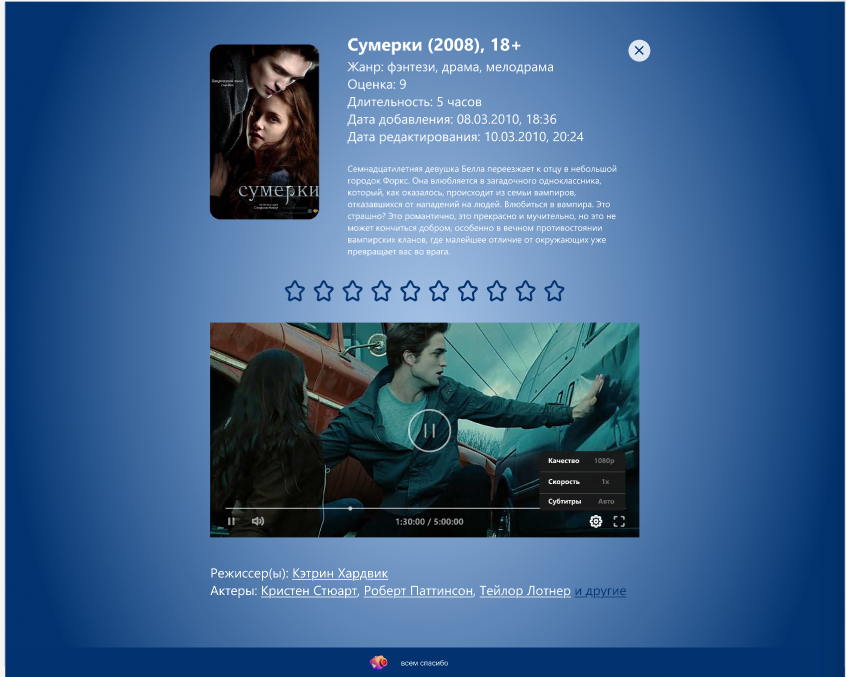 Сумерки (2008), 18+
Жанр: фэнтези, драма, мелодрама
Оценка: 9
Длительность: 5 часов
Дата добавления: 08.03.2010, 18:36
Дата редактирования: 10.03.2010, 20:24
сумерки
Семнадцатилетняя девушка Белла переезжает к отцу в небольшой
городок Форкс. Она влюбляется в загадочного одноклассника,
который, как оказалось, происходит из семьи вампиров,
отказавшихся от нападений на людей. Влюбиться в вампира. Это
страшно? Это романтично, это прекрасно и мучительно, но это не
может кончиться добром, особенно в вечном противостоянии
вампирских кланов, где малейшее отличие от окружающих уже
превращает вас во врага.
Качество 1080p
Скорость 1x
Субтитры Авто
1:30:00 / 5:00:00
Режиссер(ы): Кэтрин Хардвик
Актеры: Кристен Стюарт, Роберт Паттинсон, Тейлор Лотнер и другие
всем спасибо